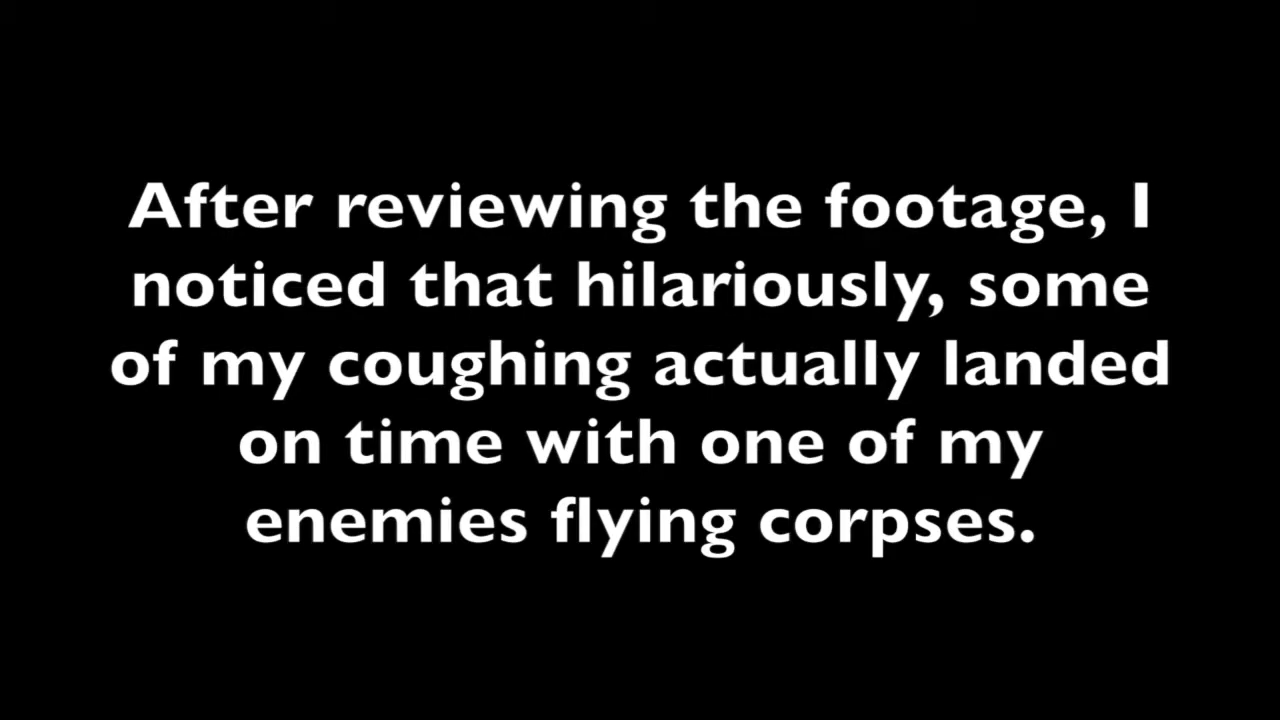 After reviewing the footage, I
noticed that hilariously, some
of my coughing actually landed
on time with one of my
enemies flying corpses.